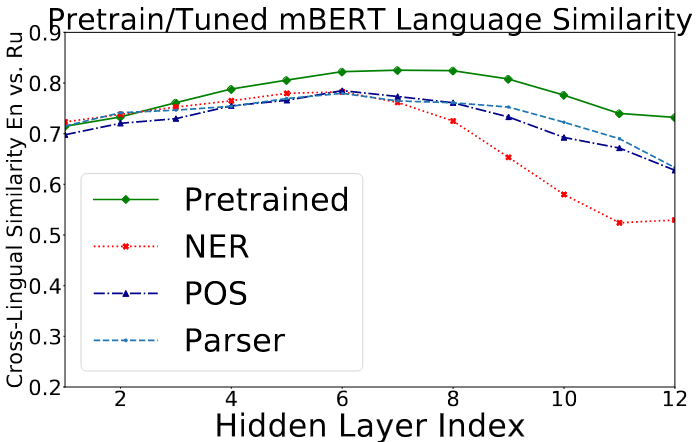 Pretrain/Tuned mBERT Language Similarity
Cross-Lingual Similarity En vs. Ru
0.9
0.8
0.7
0.6
0.5
0.4
0.3
0.2
Pretrained
NER
POS
Parser
2 4 6 8 10 12
Hidden Layer Index